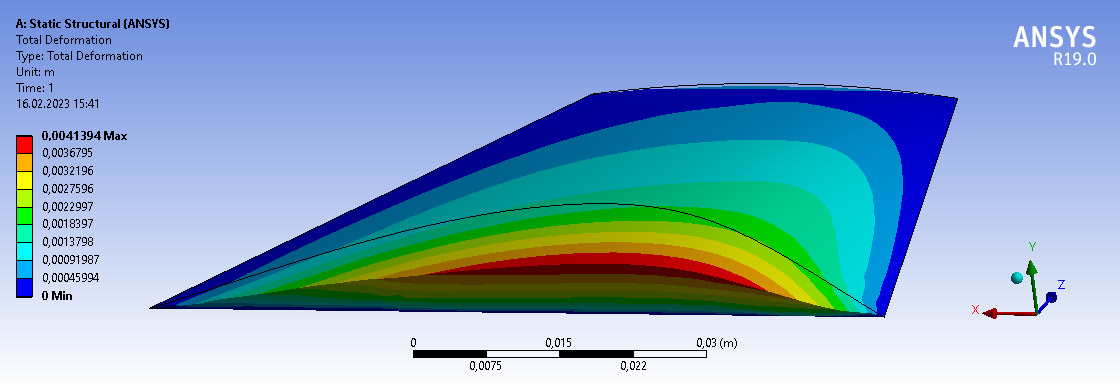 A: Static Structural (ANSYS)
Total Deformation
Type: Total Deformation
Unit: m
Time: 1
16.02.2023 15:41
ANSYS
R19.0
0,0041394 Max
0,0036795
0,0032196
0,0027596
0,0022997
0,0018397
0,0013798
0,00091987
0,00045994
0 Min
Y
Z
X
0 0,015 0,03 (m)
0,0075 0,022